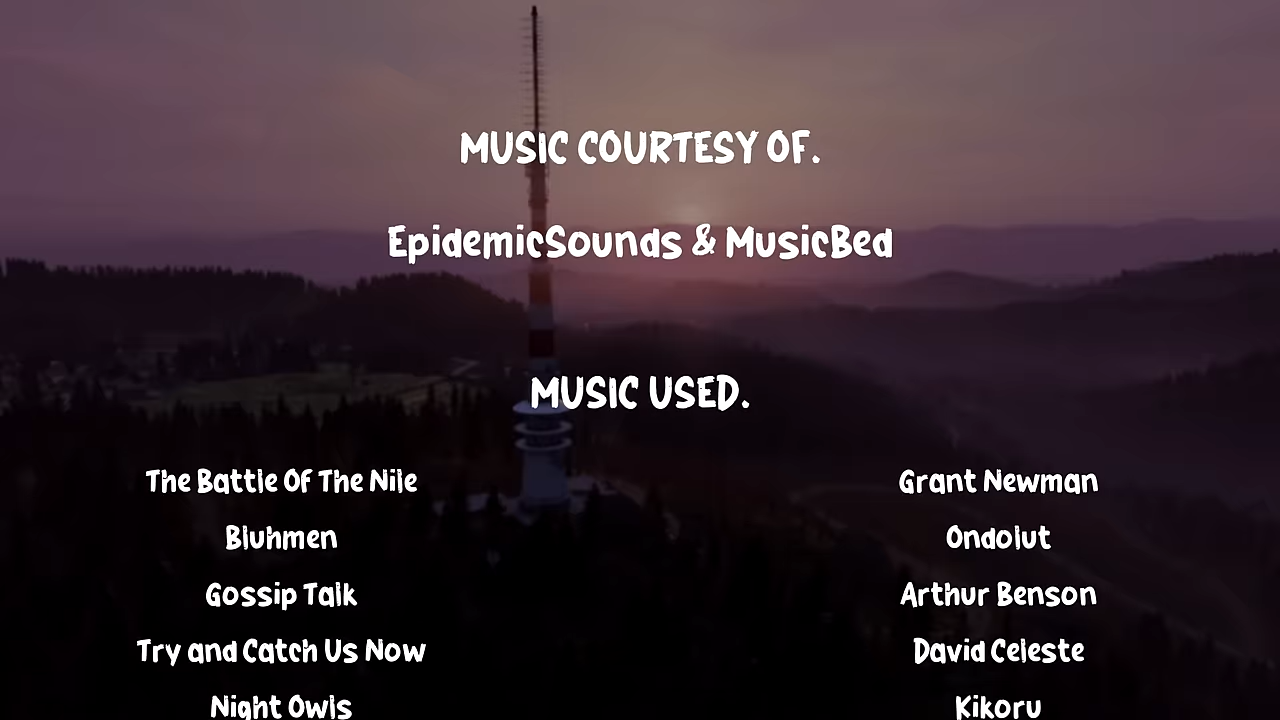 MUSIC COURTESY OF.
EpidemicSounds & MusicBed
MUSIC USED.
The Battle Of The Nile Grant Newman
Bluhmen Ondolut
Gossip Talk Arthur Benson
Try and Catch Us Now David Celeste
Night Owls Kikoru